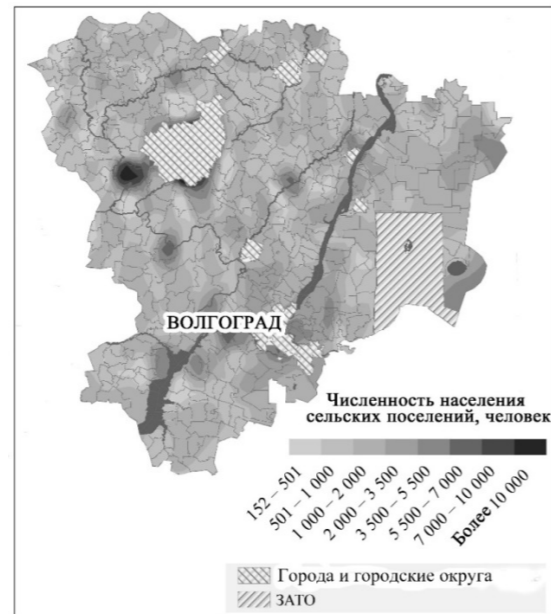 ВОЛГОГРАД
Численность населения
сельских поселений, человек
152 – 501
501 – 1 000
1 000 – 2 000
2 000 – 3 500
3 500 – 5 500
5 500 – 7 000
7 000 – 10 000
Более 10 000
Города и городские округа
ЗАТО